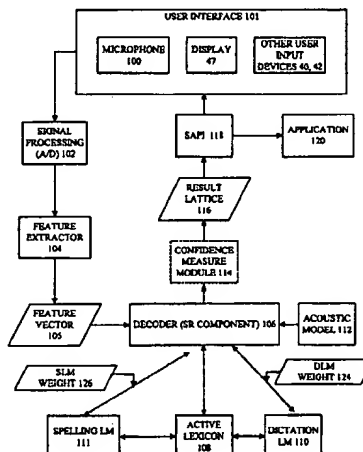 USER INTERFACE 101
MICROPHONE
100
DISPLAY
47
OTHER USER
INPUT
DEVICES 40, 42
SIGNAL
PROCESSING
(A/D) 102
SAPI 118
APPLICATION
120
RESULT
LATTICE
116
FEATURE
EXTRACTOR
104
CONFIDENCE
MEASURE
MODULE 114
FEATURE
VECTOR
105
DECODER (SR COMPONENT) 106
ACOUSTIC
MODEL 112
SLM
WEIGHT 126
DLM
WEIGHT 124
SPELLING LM
111
ACTIVE
LEXICON
108
DICTATION
LM 110